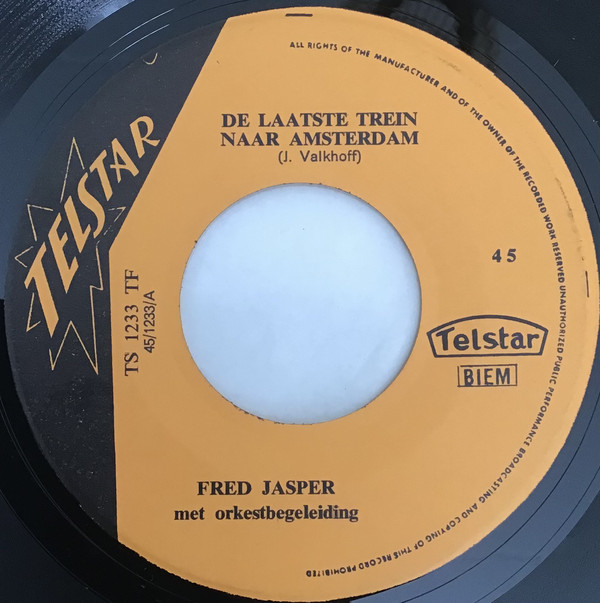 TELSTAR
ALL RIGHTS OF THE MANUFACTURER AND OF THE OWNER OF THE RECORDED WORK RESERVED UNAUTHORIZED PUBLIC PERFORMANCE BROADCASTING AND COPYING OF THIS RECORD PROHIBITED
DE LAATSTE TREIN
NAAR AMSTERDAM
(J. Valkhoff)
45
TS 1233 TF
45/1233/A
Telstar
BIEM
FRED JASPER
met orkestbegeleiding